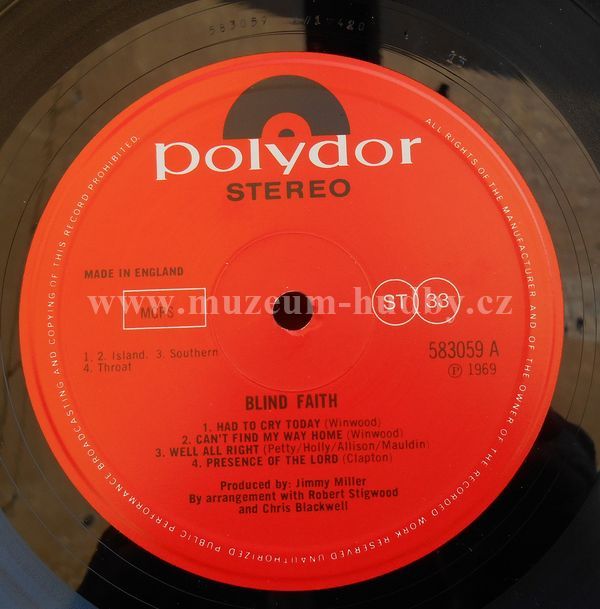 583059
polydor
STEREO
MADE IN ENGLAND
MCPS
www.muzeum-hudby.cz
ST 33
1. 2. Island. 3. Southern
4. Throat
583059 A
Ⓟ 1969
BLIND FAITH
1. HAD TO CRY TODAY (Winwood)
2. CAN'T FIND MY WAY HOME (Winwood)
3. WELL ALL RIGHT (Petty/Holly/Allison/Mauldin)
4. PRESENCE OF THE LORD (Clapton)
Produced by: Jimmy Miller
By arrangement with Robert Stigwood
and Chris Blackwell
ALL RIGHTS OF THE MANUFACTURER AND OF THE OWNER OF THE RECORDED WORK RESERVED UNAUTHORIZED PUBLIC PERFORMANCE BROADCASTING AND COPYING OF THIS RECORD PROHIBITED.